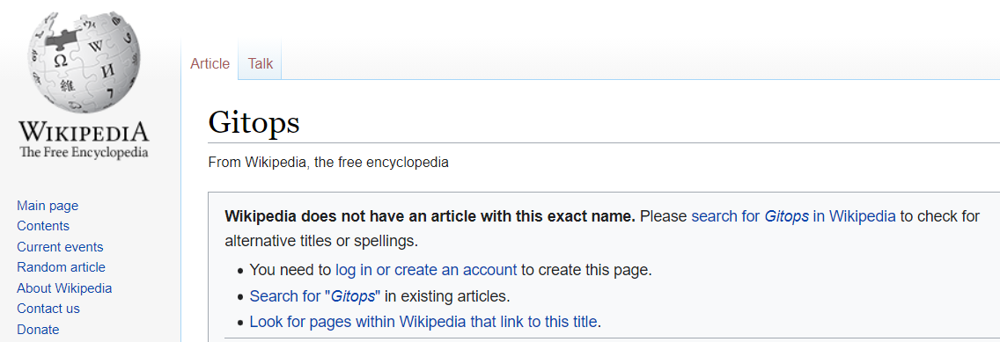 WIKIPEDIA
The Free Encyclopedia
Main page
Contents
Current events
Random article
About Wikipedia
Contact us
Donate
Article
Talk
Gitops
From Wikipedia, the free encyclopedia
Wikipedia does not have an article with this exact name. Please search for Gitops in Wikipedia to check for
alternative titles or spellings.
• You need to log in or create an account to create this page.
• Search for "Gitops" in existing articles.
• Look for pages within Wikipedia that link to this title.